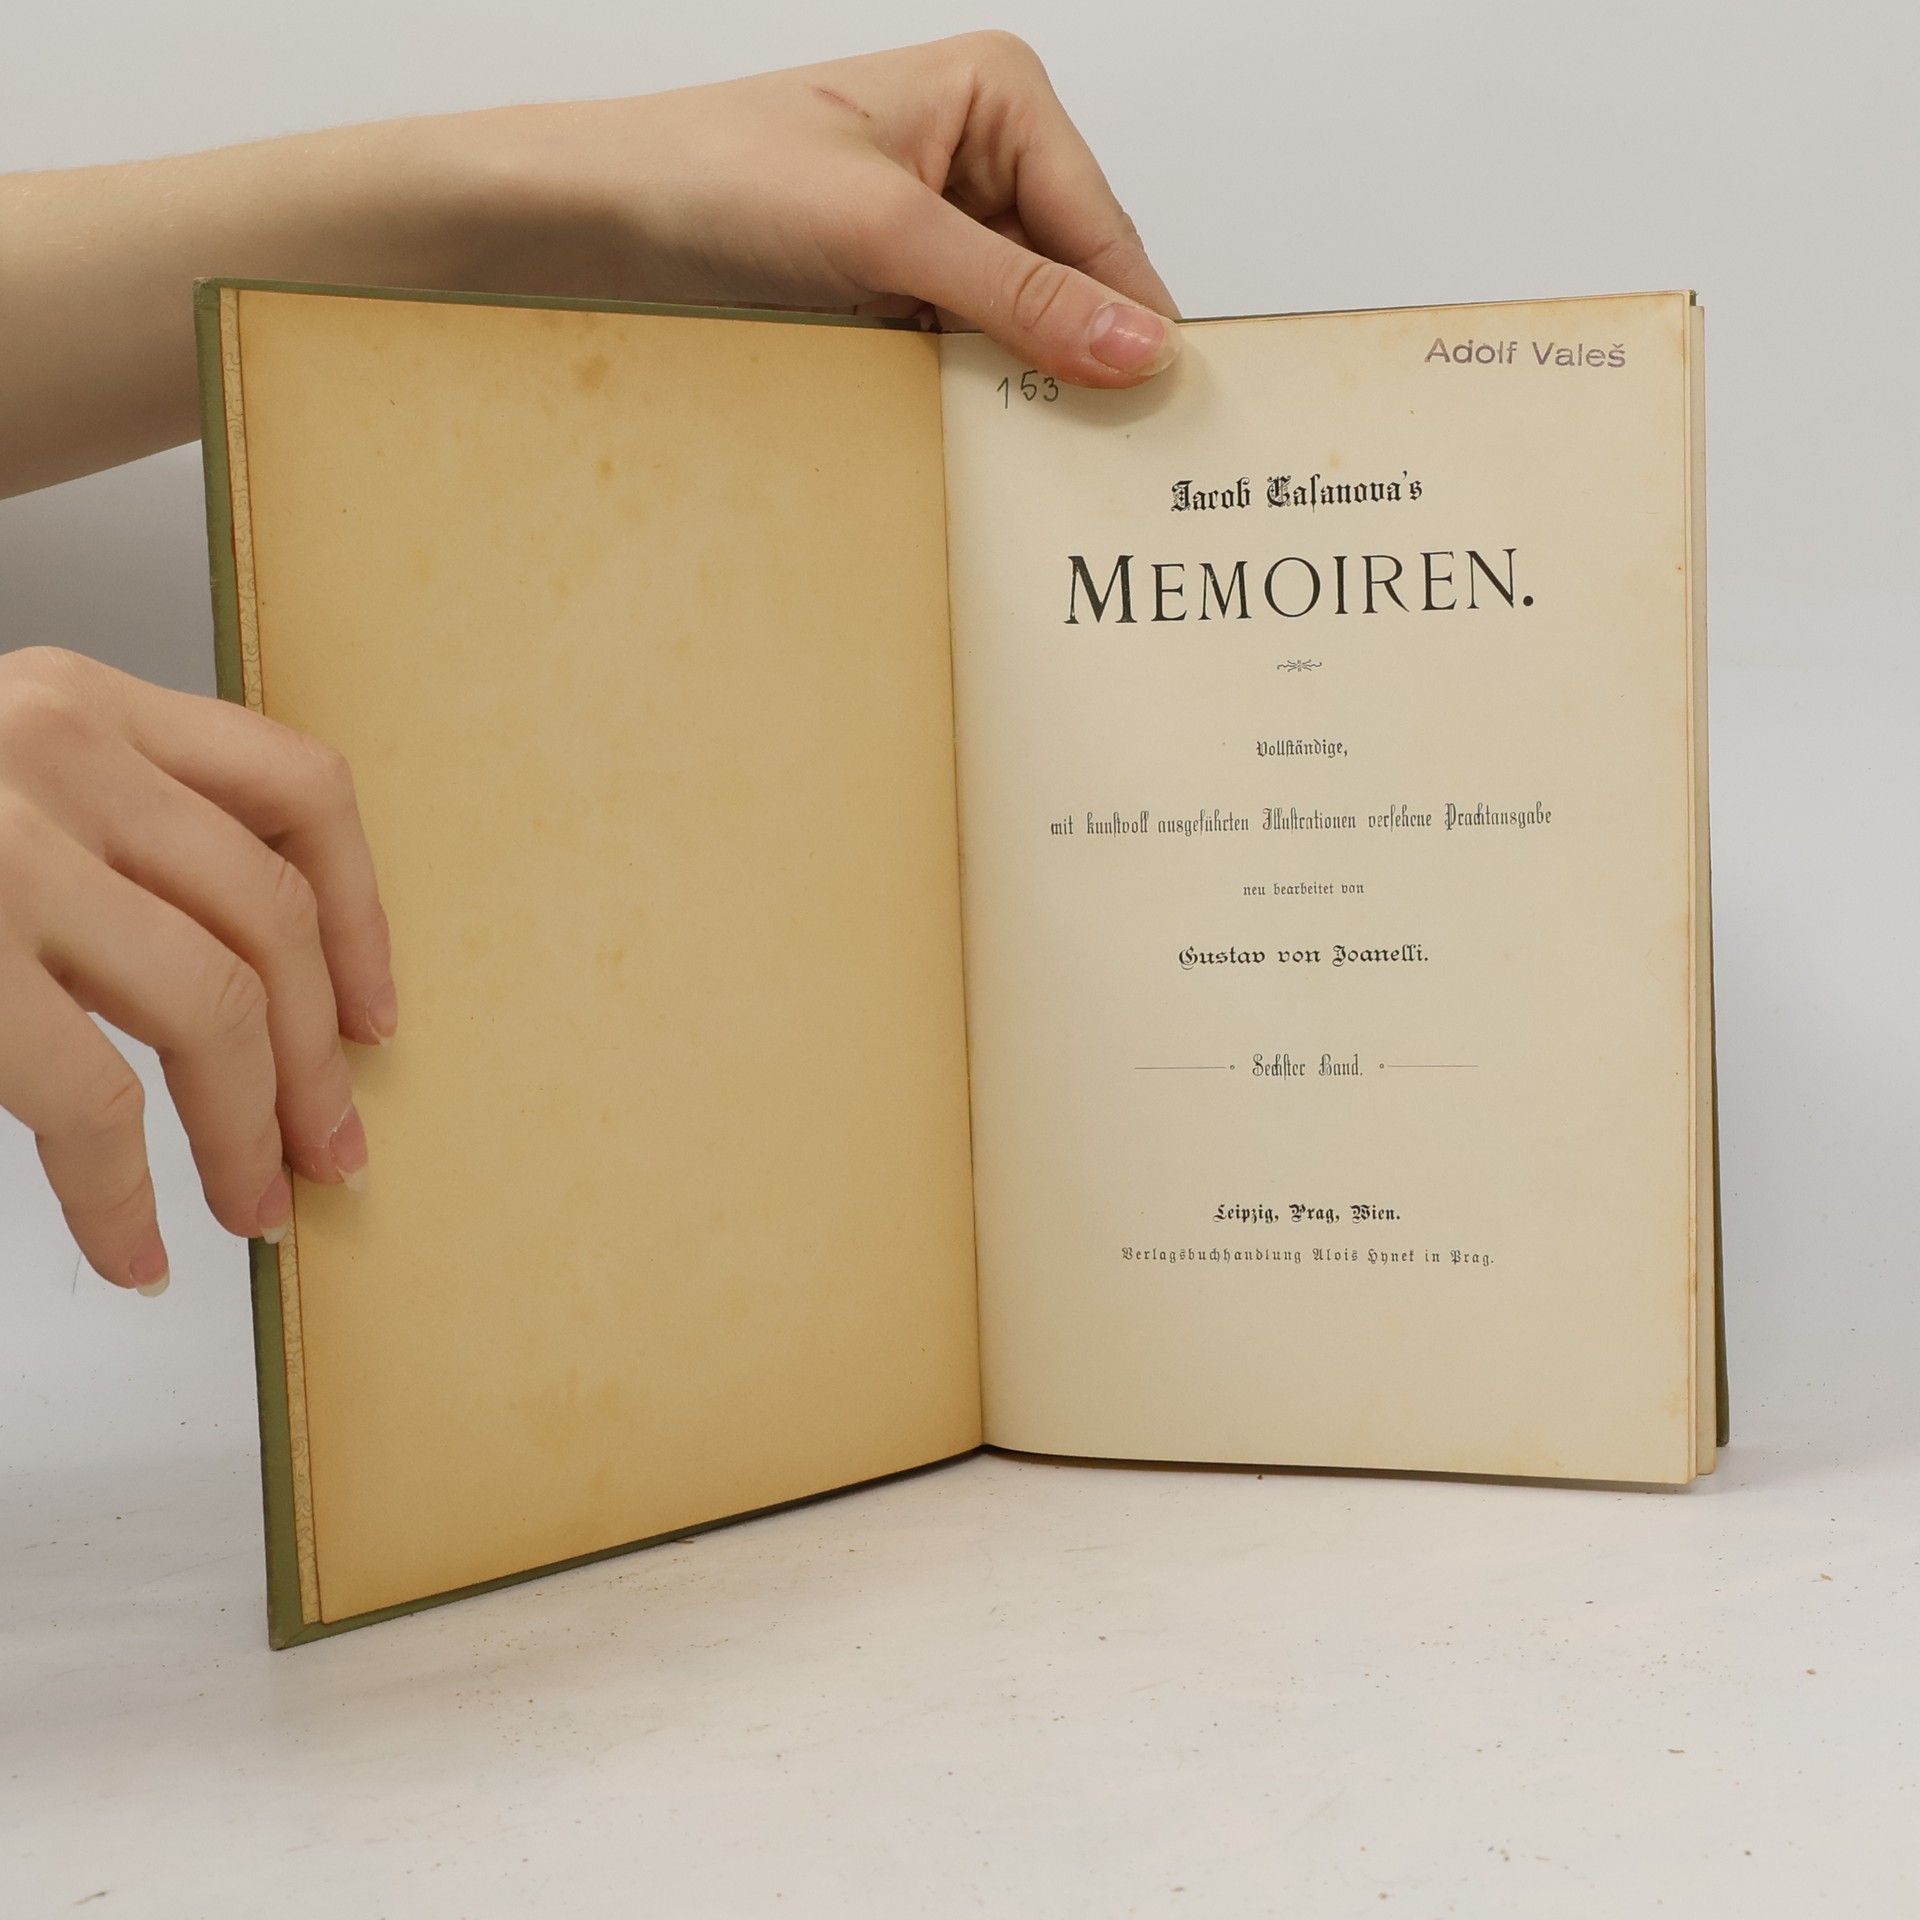 Adolf Valeš
153
Jacob Casanova's
MEMOIREN.
Vollständige,
mit kunstvoll ausgeführten Illustrationen versehene Prachtausgabe
neu bearbeitet von
Gustav von Joanelli.
Sechster Band.
Leipzig, Prag, Wien.
Verlagsbuchhandlung Alois Hynek in Prag.